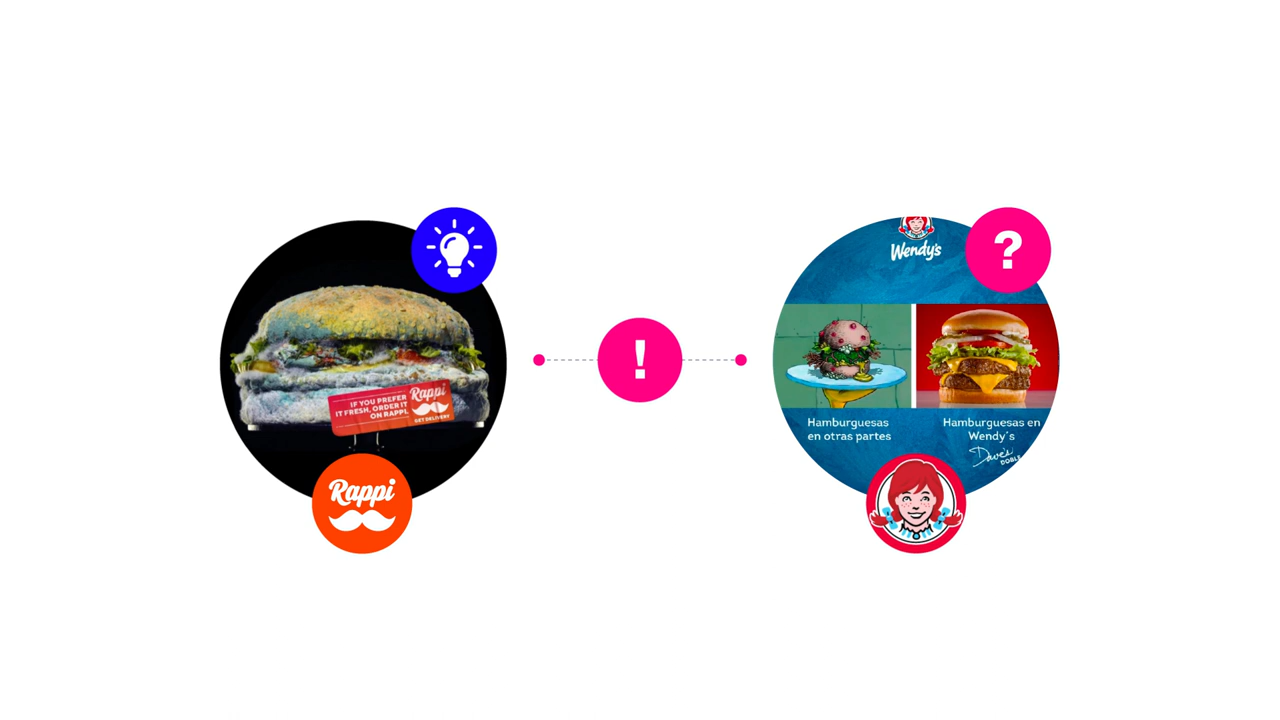 IF YOU PREFER
IT FRESH, ORDER IT
ON RAPPI.
Rappi
GET DELIVERY
Rappi
!
Wendy's
?
Hamburguesas
en otras partes
Hamburguesas en
Wendy's
Dave's
DOBLE